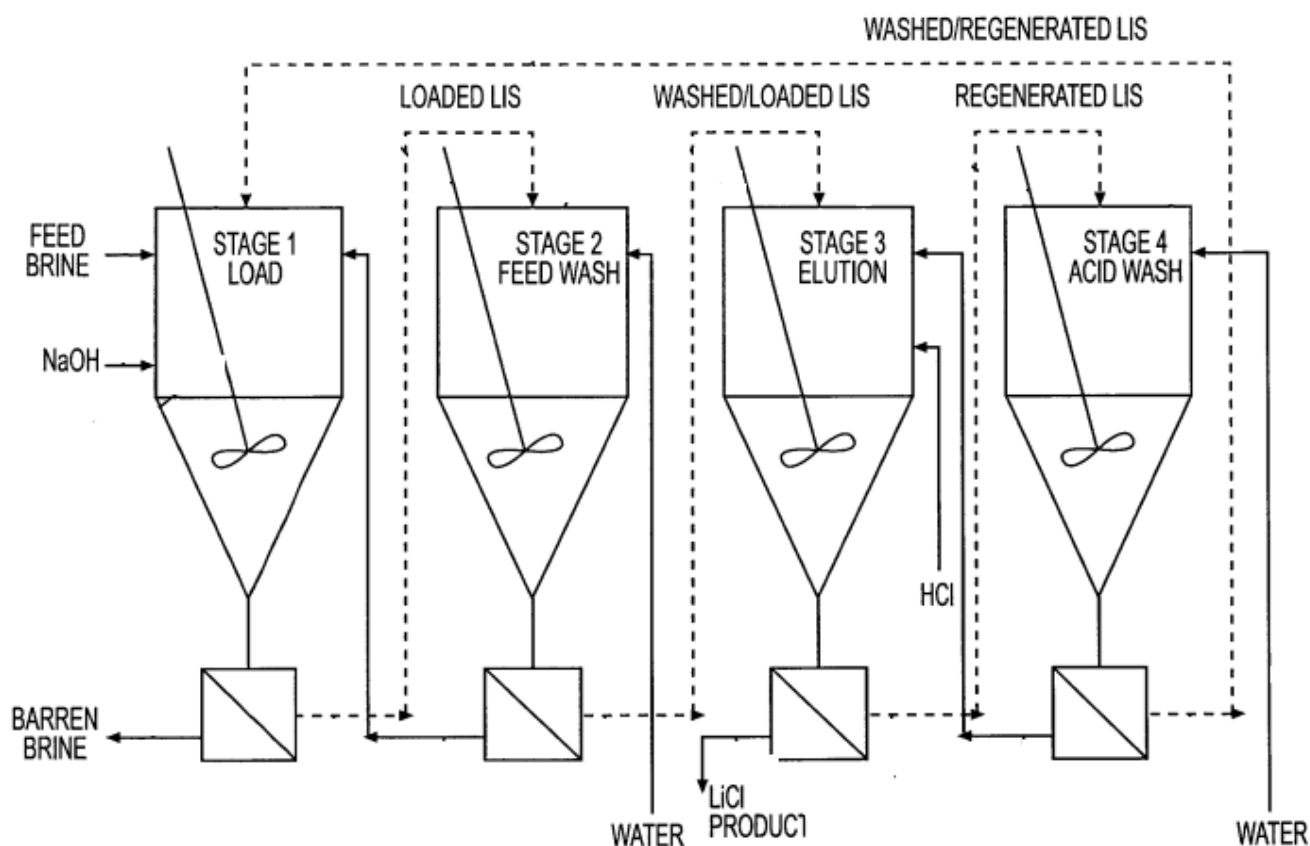 WASHED/REGENERATED LIS
LOADED LIS
WASHED/LOADED LIS
REGENERATED LIS
FEED
BRINE
STAGE 1
LOAD
STAGE 2
FEED WASH
STAGE 3
ELUTION
STAGE 4
ACID WASH
NaOH
HCl
BARREN
BRINE
LiCl
PRODUCT
WATER
WATER